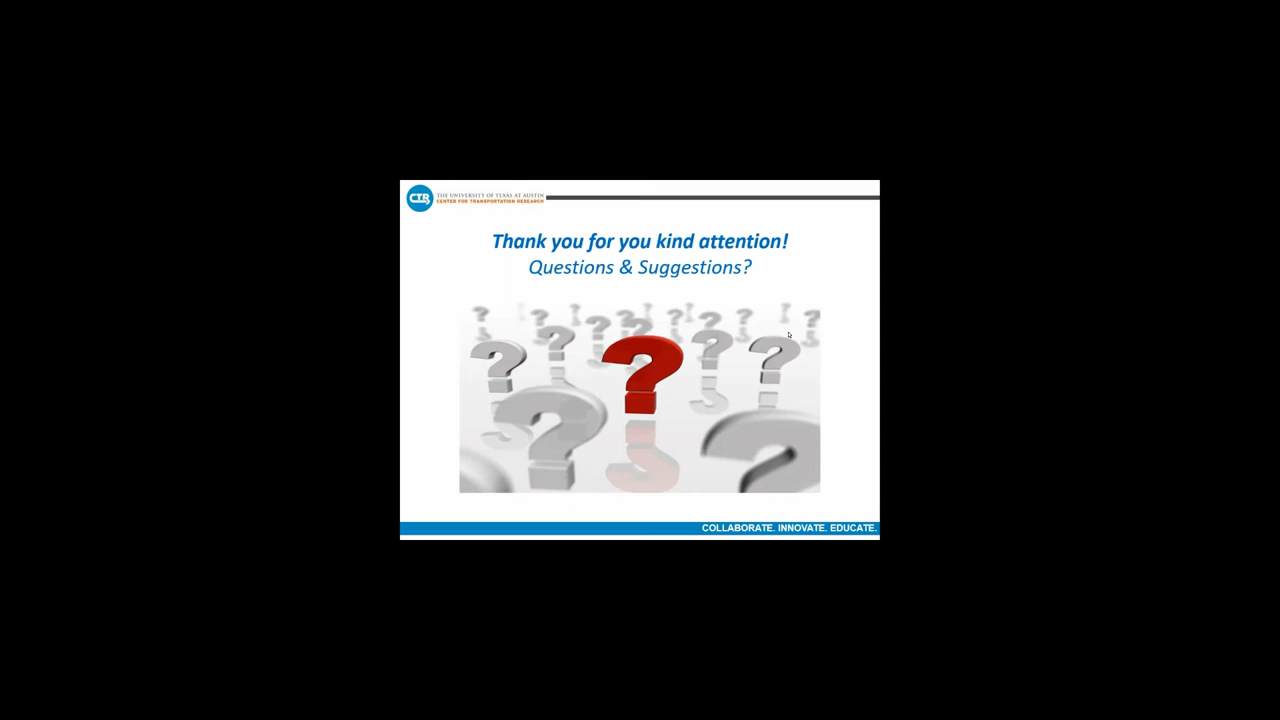 CTR
THE UNIVERSITY OF TEXAS AT AUSTIN
CENTER FOR TRANSPORTATION RESEARCH
Thank you for you kind attention!
Questions & Suggestions?
COLLABORATE. INNOVATE. EDUCATE.